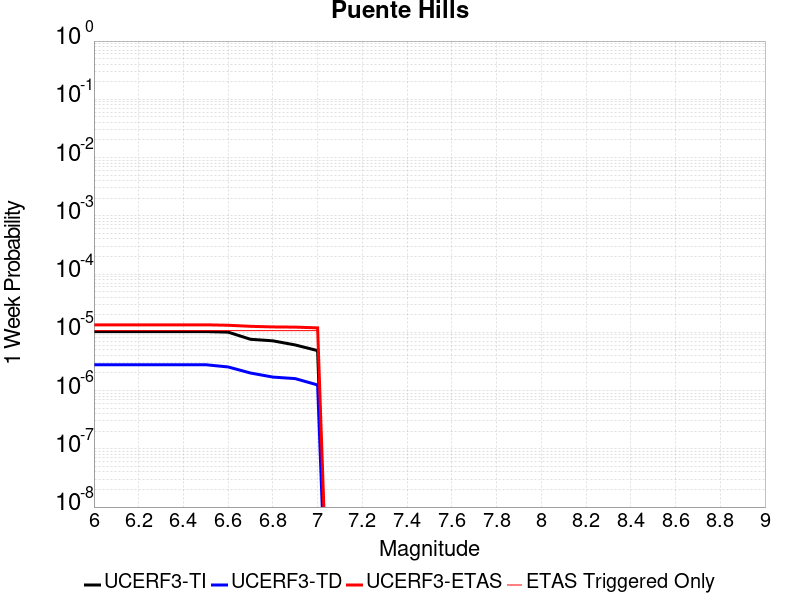 Puente Hills
10^0
10^-1
10^-2
10^-3
10^-4
10^-5
10^-6
10^-7
10^-8
1 Week Probability
6 6.2 6.4 6.6 6.8 7 7.2 7.4 7.6 7.8 8 8.2 8.4 8.6 8.8 9
Magnitude
UCERF3-TI UCERF3-TD UCERF3-ETAS ETAS Triggered Only